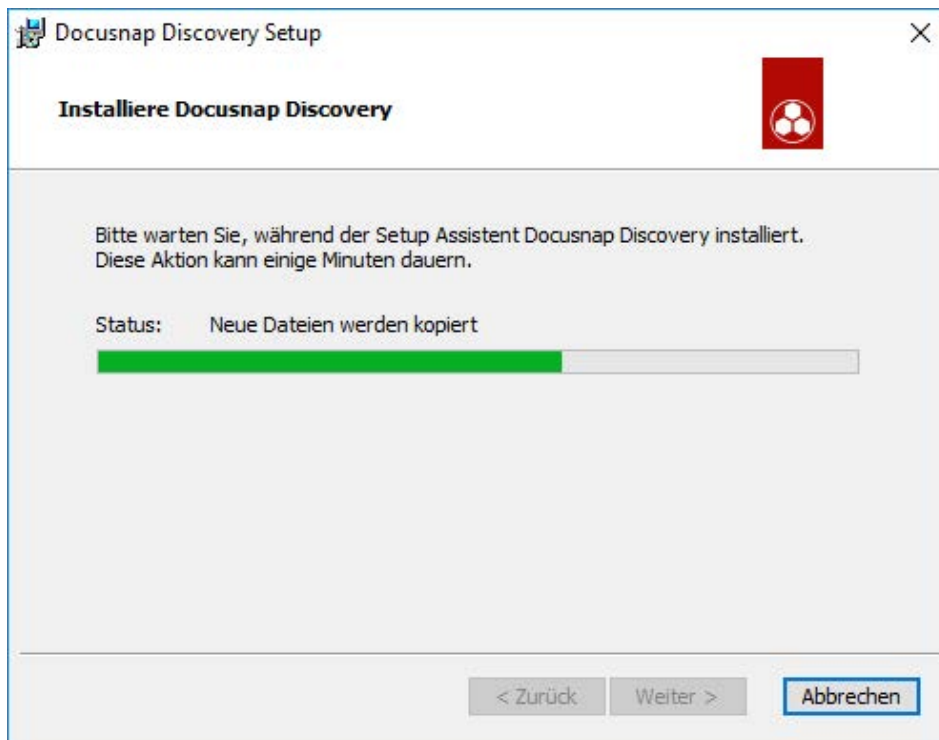 Docusnap Discovery Setup
Installiere Docusnap Discovery
Bitte warten Sie, während der Setup Assistent Docusnap Discovery installiert.
Diese Aktion kann einige Minuten dauern.
Status: Neue Dateien werden kopiert
< Zurück Weiter > Abbrechen